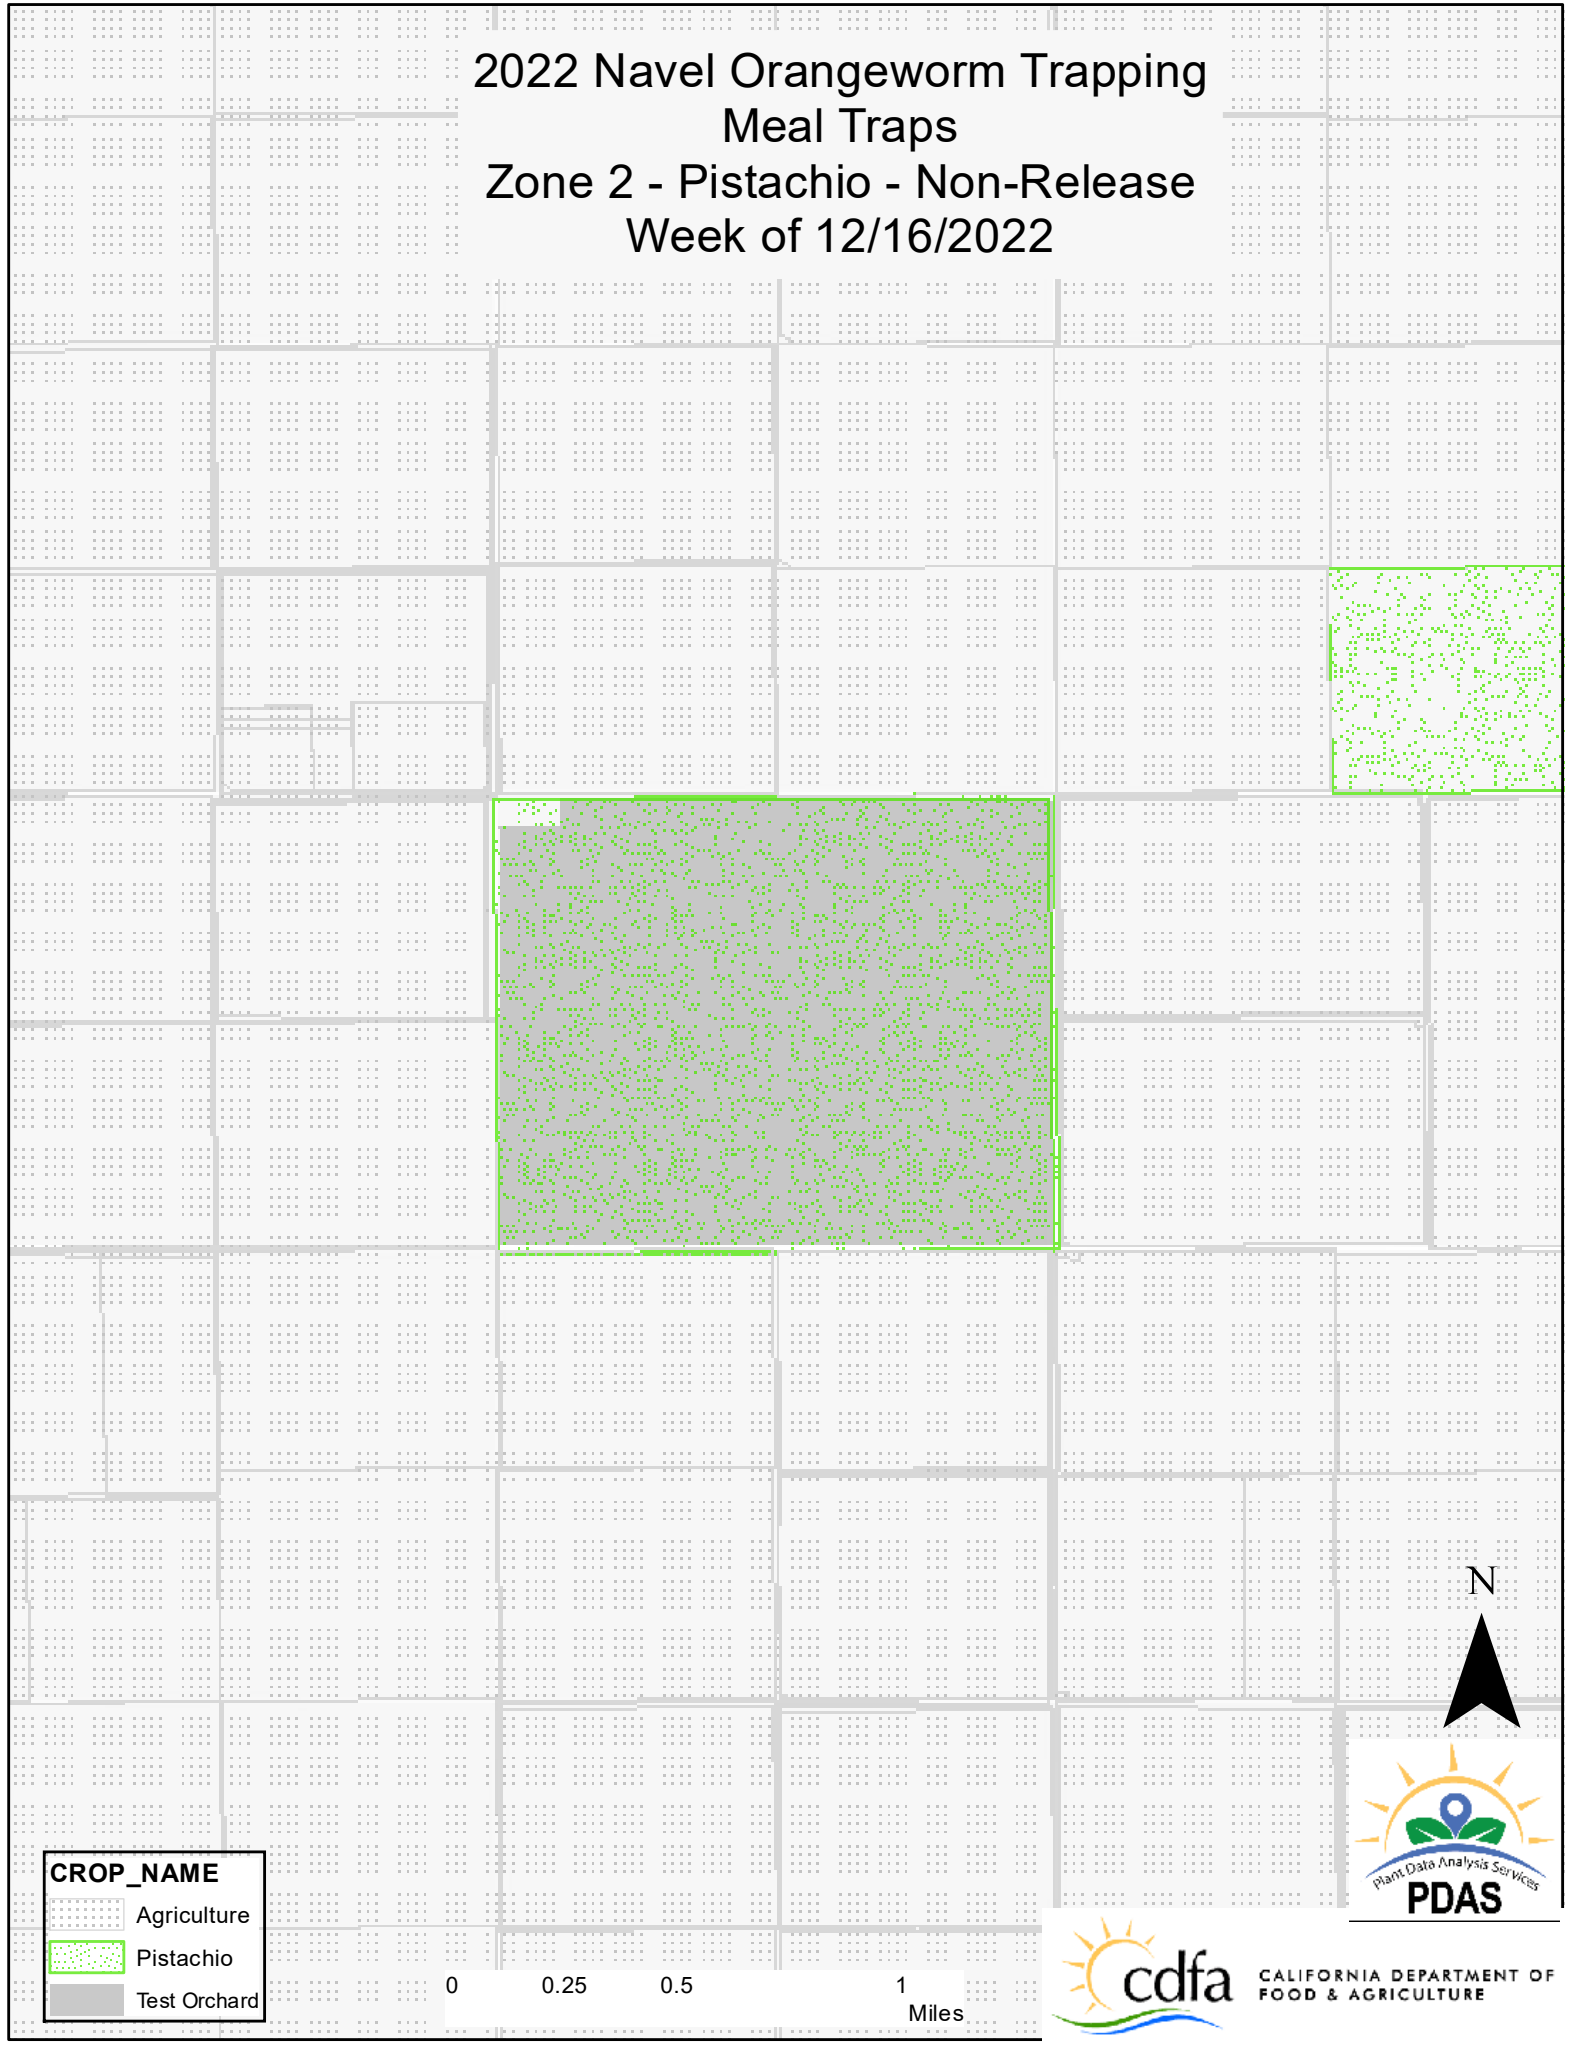 2022 Navel Orangeworm Trapping
Meal Traps
Zone 2 - Pistachio - Non-Release
Week of 12/16/2022
N
Plant Data Analysis Services
PDAS
CROP_NAME
Agriculture
Pistachio
Test Orchard
0 0.25 0.5 1
Miles
cdfa
CALIFORNIA DEPARTMENT OF
FOOD & AGRICULTURE